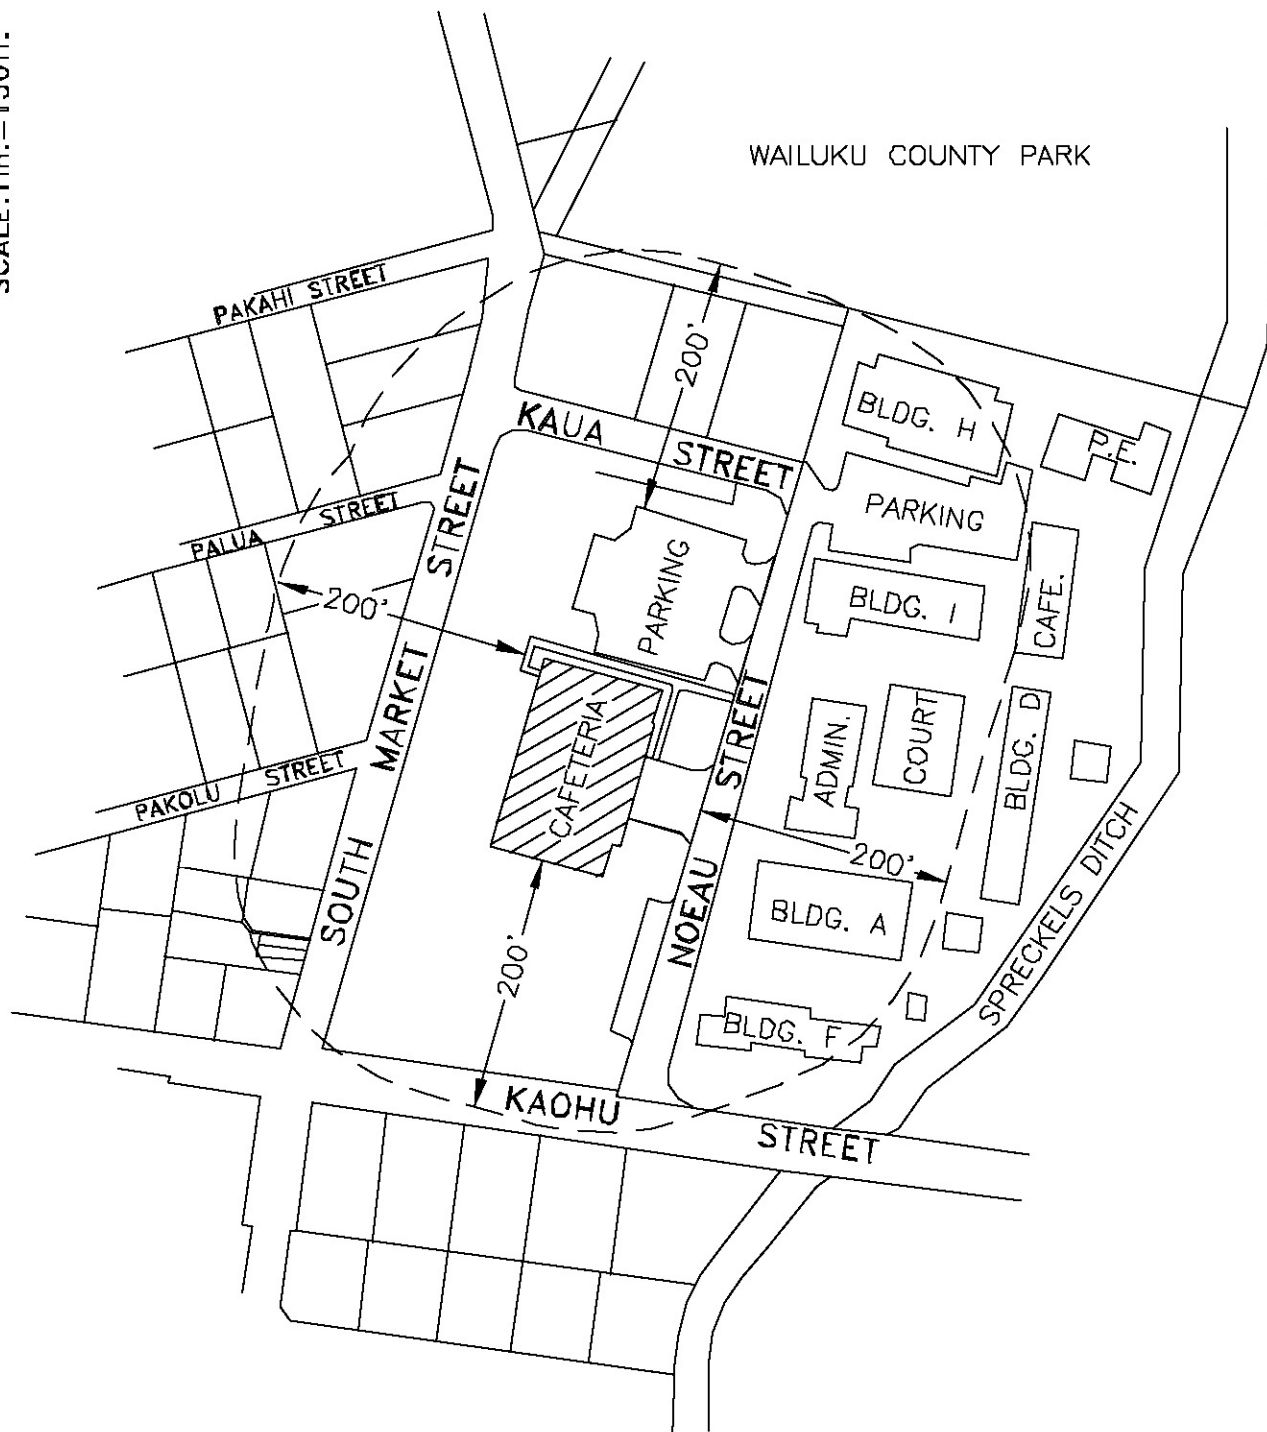 WAILUKU COUNTY PARK
PAKAHI STREET
200'
BLDG. H
KAUA STREET
P.E.
PARKING
PALUA STREET
SOUTH MARKET STREET
PARKING
200'
BLDG. I
CAFE.
CAFETERIA
NOEAU STREET
ADMIN.
COURT
BLDG. D
PAKOLU STREET
200'
BLDG. A
SPRECKELS DITCH
200'
BLDG. F
KAOHU STREET